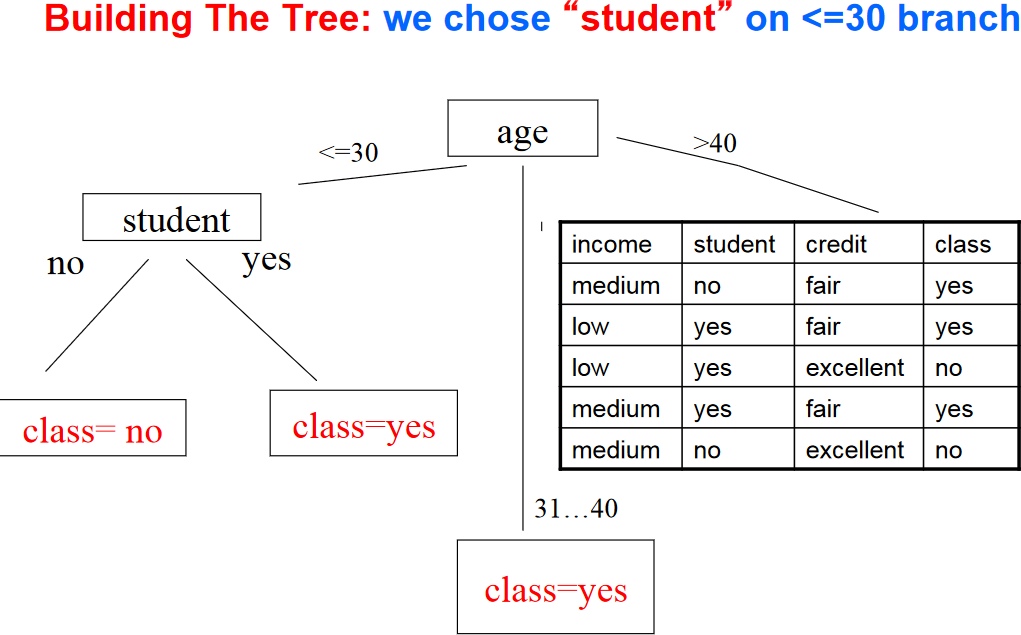 Building The Tree: we chose “student” on <=30 branch
age
<=30
>40
student
no
yes
class= no
class=yes
income student credit class
medium no fair yes
low yes fair yes
low yes excellent no
medium yes fair yes
medium no excellent no
31…40
class=yes